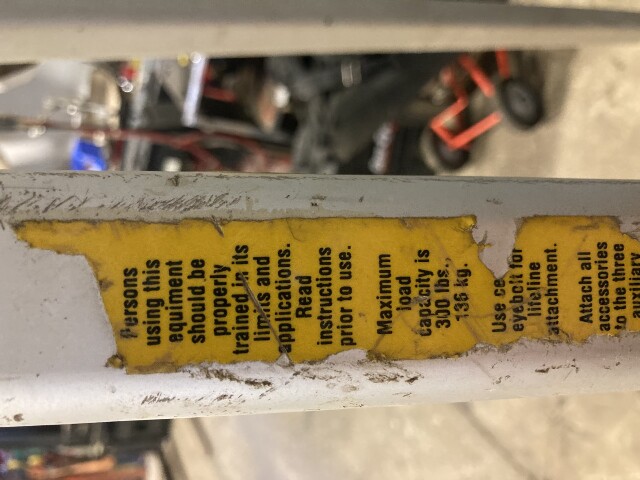 Persons
using this
equiment
should be
properly
trained in its
limits and
applications.
Read
instructions
prior to use.
Maximum
load
capacity is
300 lbs.
136 kg.
Use ce
eyebolt for
lifeline
attachment.
Attach all
accessories
to the three
auxiliary